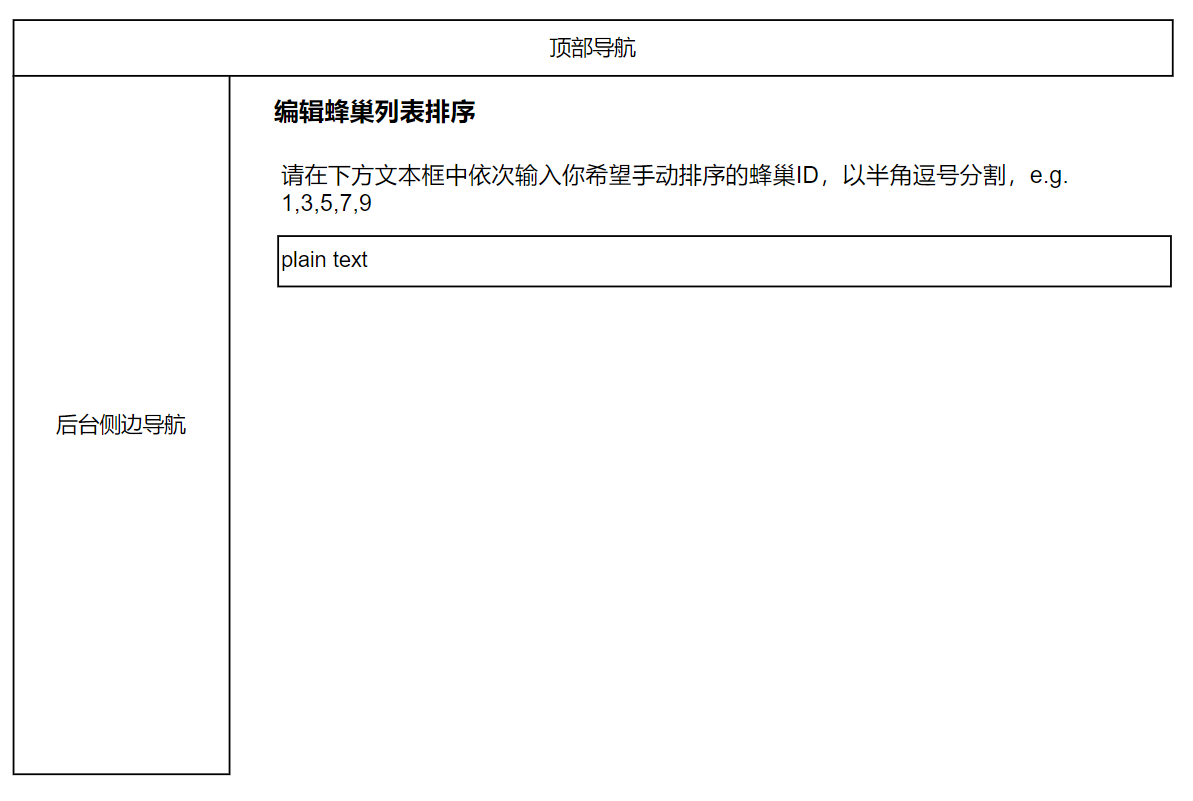 顶部导航
编辑蜂巢列表排序
请在下方文本框中依次输入你希望手动排序的蜂巢ID，以半角逗号分割，e.g.
1,3,5,7,9
plain text
后台侧边导航